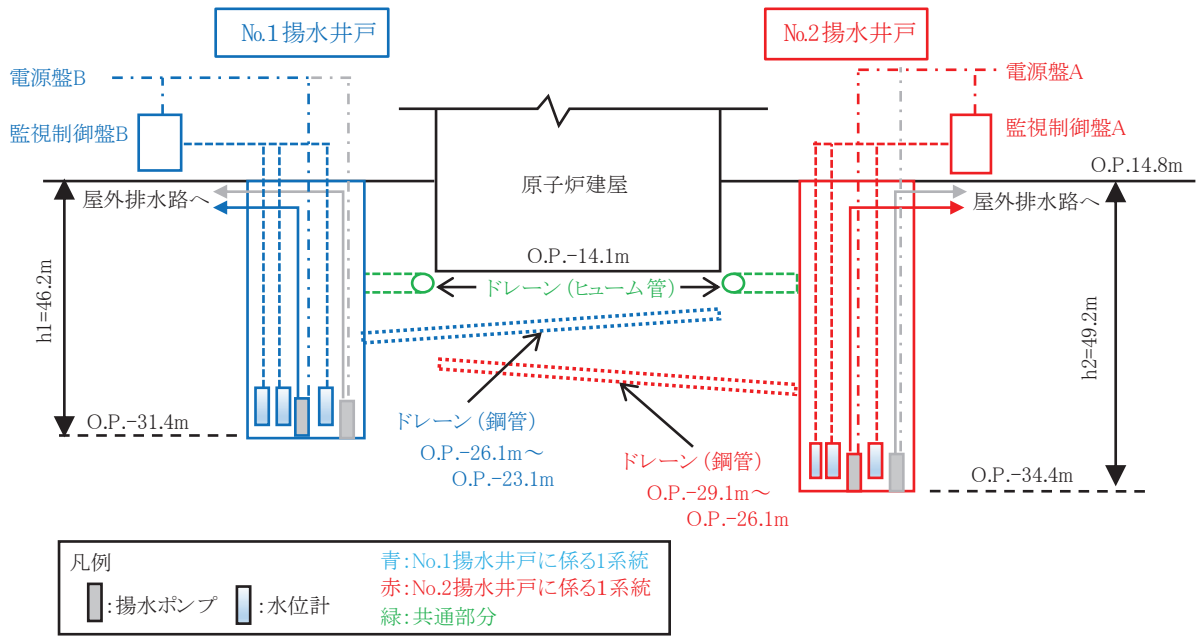 №.1揚水井戸
№.2揚水井戸
電源盤B
電源盤A
監視制御盤B
監視制御盤A
O.P.14.8m
屋外排水路へ
原子炉建屋
屋外排水路へ
O.P.-14.1m
ドレーン(ヒューム管)
h1=46.2m
h2=49.2m
O.P.-31.4m
ドレーン(鋼管)
O.P.-26.1m～
O.P.-23.1m
ドレーン(鋼管)
O.P.-29.1m～
O.P.-26.1m
O.P.-34.4m
凡例
:揚水ポンプ
:水位計
青:No.1揚水井戸に係る1系統
赤:No.2揚水井戸に係る1系統
緑:共通部分